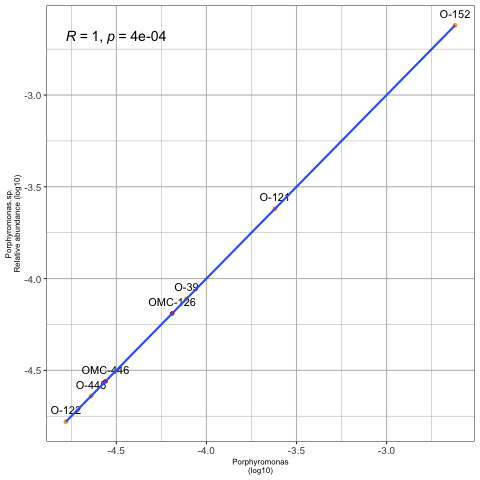 O-152
R = 1, p = 4e-04
-3.0
O-121
-3.5
Porphyromonas.sp.
Relative abundance (log10)
O-39
-4.0
OMC-126
OMC-446
-4.5
O-122
-4.5
-4.0
-3.5
-3.0
Porphyromonas
(log10)